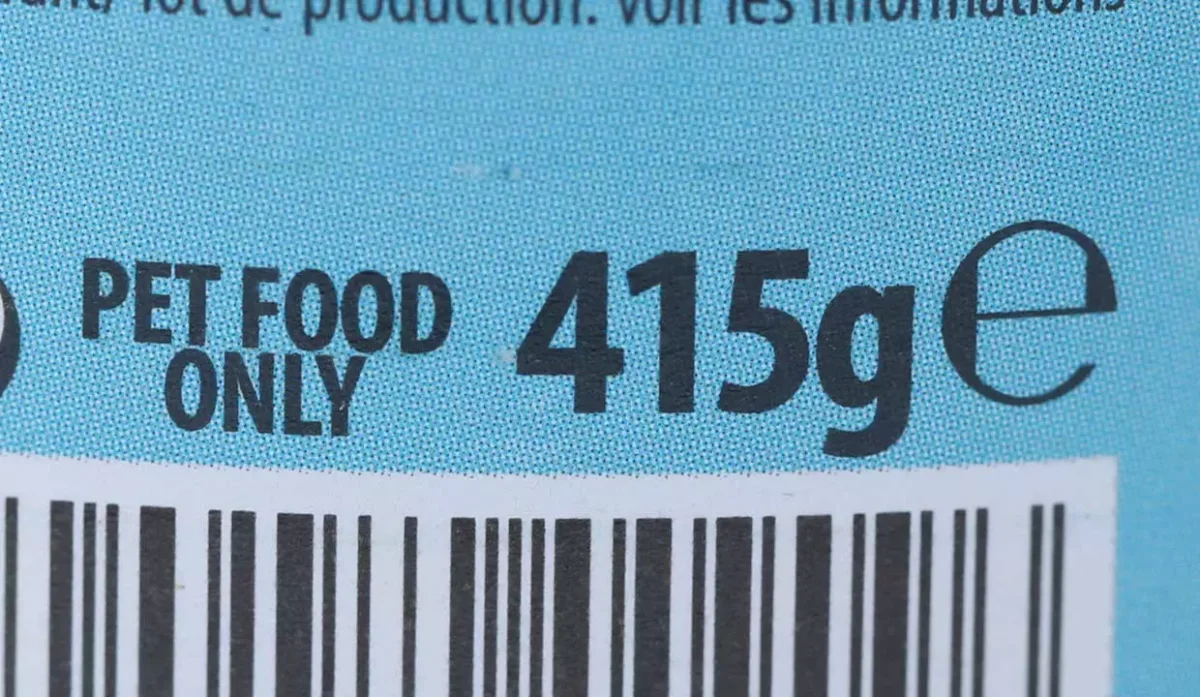 lot de production. Voir les informations
PET FOOD
ONLY
415g ℮